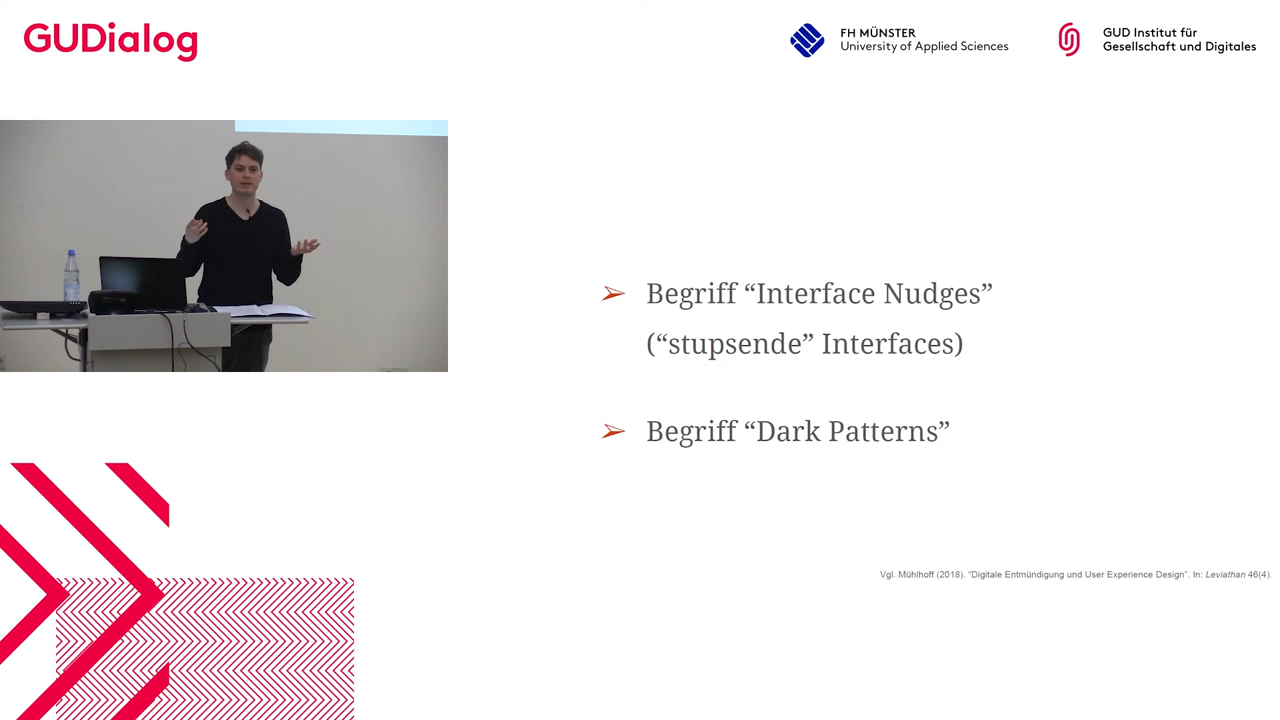 GUDialog
FH MÜNSTER
University of Applied Sciences
GUD Institut für
Gesellschaft und Digitales
➢ Begriff “Interface Nudges”
(“stupsende” Interfaces)
➢ Begriff “Dark Patterns”
Vgl. Mühlhoff (2018). “Digitale Entmündigung und User Experience Design”. In: Leviathan 46(4).